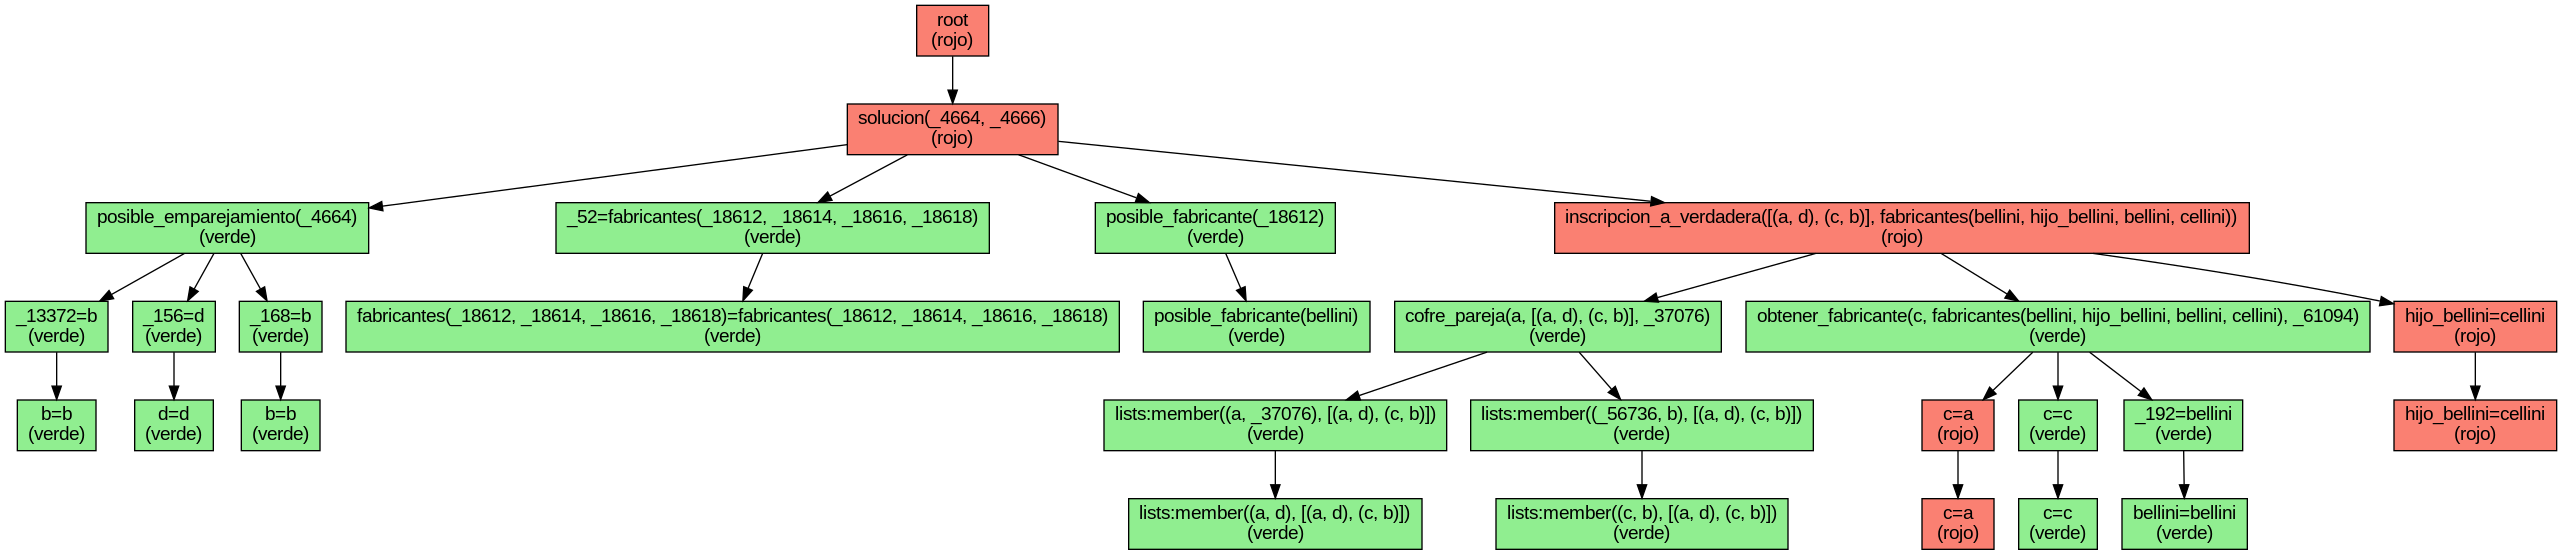 root
(rojo)
solucion(_4664, _4666)
(rojo)
posible_emparejamiento(_4664)
(verde)
_52=fabricantes(_18612, _18614, _18616, _18618)
(verde)
posible_fabricante(_18612)
(verde)
inscripcion_a_verdadera([(a, d), (c, b)], fabricantes(bellini, hijo_bellini, bellini, cellini))
(rojo)
_13372=b
(verde)
_156=d
(verde)
_168=b
(verde)
fabricantes(_18612, _18614, _18616, _18618)=fabricantes(_18612, _18614, _18616, _18618)
(verde)
posible_fabricante(bellini)
(verde)
cofre_pareja(a, [(a, d), (c, b)], _37076)
(verde)
obtener_fabricante(c, fabricantes(bellini, hijo_bellini, bellini, cellini), _61094)
(verde)
hijo_bellini=cellini
(rojo)
b=b
(verde)
d=d
(verde)
b=b
(verde)
lists:member((a, _37076), [(a, d), (c, b)])
(verde)
lists:member((_56736, b), [(a, d), (c, b)])
(verde)
c=a
(rojo)
c=c
(verde)
_192=bellini
(verde)
hijo_bellini=cellini
(rojo)
lists:member((a, d), [(a, d), (c, b)])
(verde)
lists:member((c, b), [(a, d), (c, b)])
(verde)
c=a
(rojo)
c=c
(verde)
bellini=bellini
(verde)